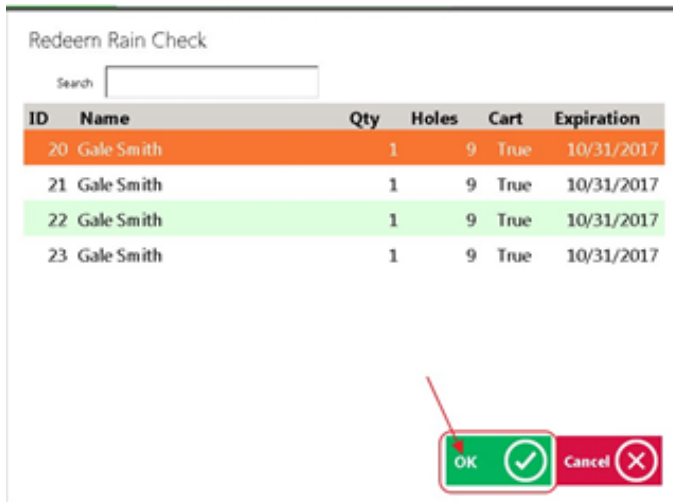 Redeem Rain Check
Search
ID Name Qty Holes Cart Expiration
20 Gale Smith 1 9 True 10/31/2017
21 Gale Smith 1 9 True 10/31/2017
22 Gale Smith 1 9 True 10/31/2017
23 Gale Smith 1 9 True 10/31/2017
OK Cancel